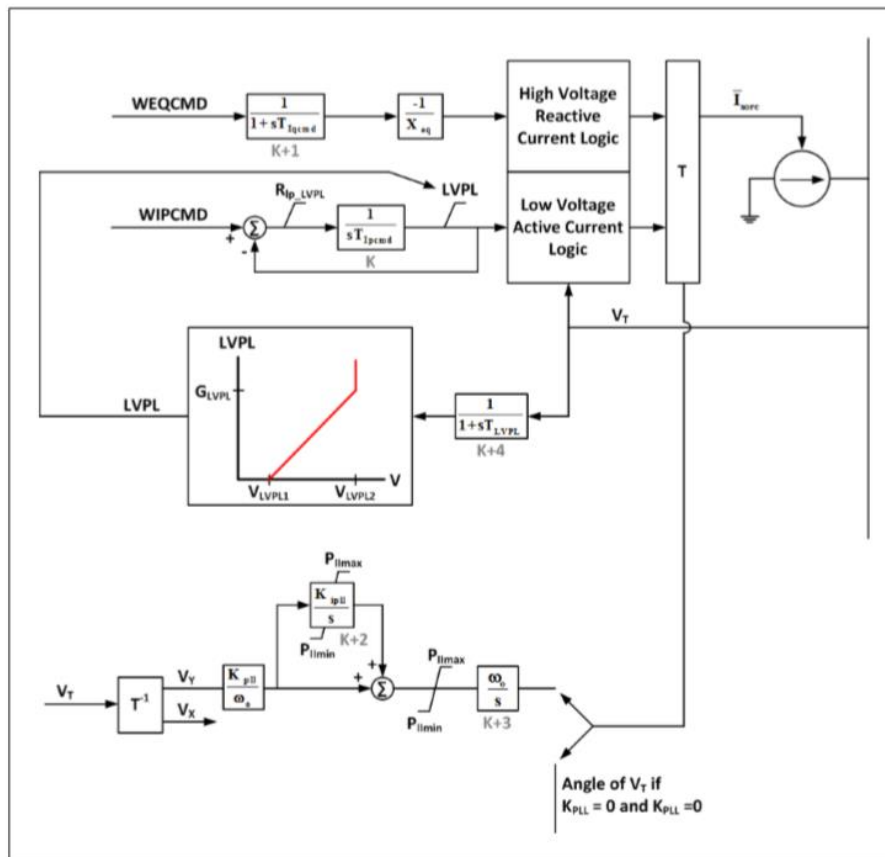 WEQCMD
1
1+sT_Iqcmd
K+1
-1
X_eq
High Voltage
Reactive
Current Logic
T
I̅_sorc
R_Ip_LVPL
LVPL
WIPCMD
+
-
Σ
1
sT_Ipcmd
K
Low Voltage
Active Current
Logic
V_T
LVPL
G_LVPL
V_LVPL1
V_LVPL2
V
LVPL
1
1+sT_LVPL
K+4
P_llmax
K_ipll
s
K+2
P_llmin
V_T
T^-1
V_Y
V_X
K_pll
ω_o
+
+
Σ
P_llmax
P_llmin
ω_o
s
K+3
Angle of V_T if
K_PLL = 0 and K_PLL =0